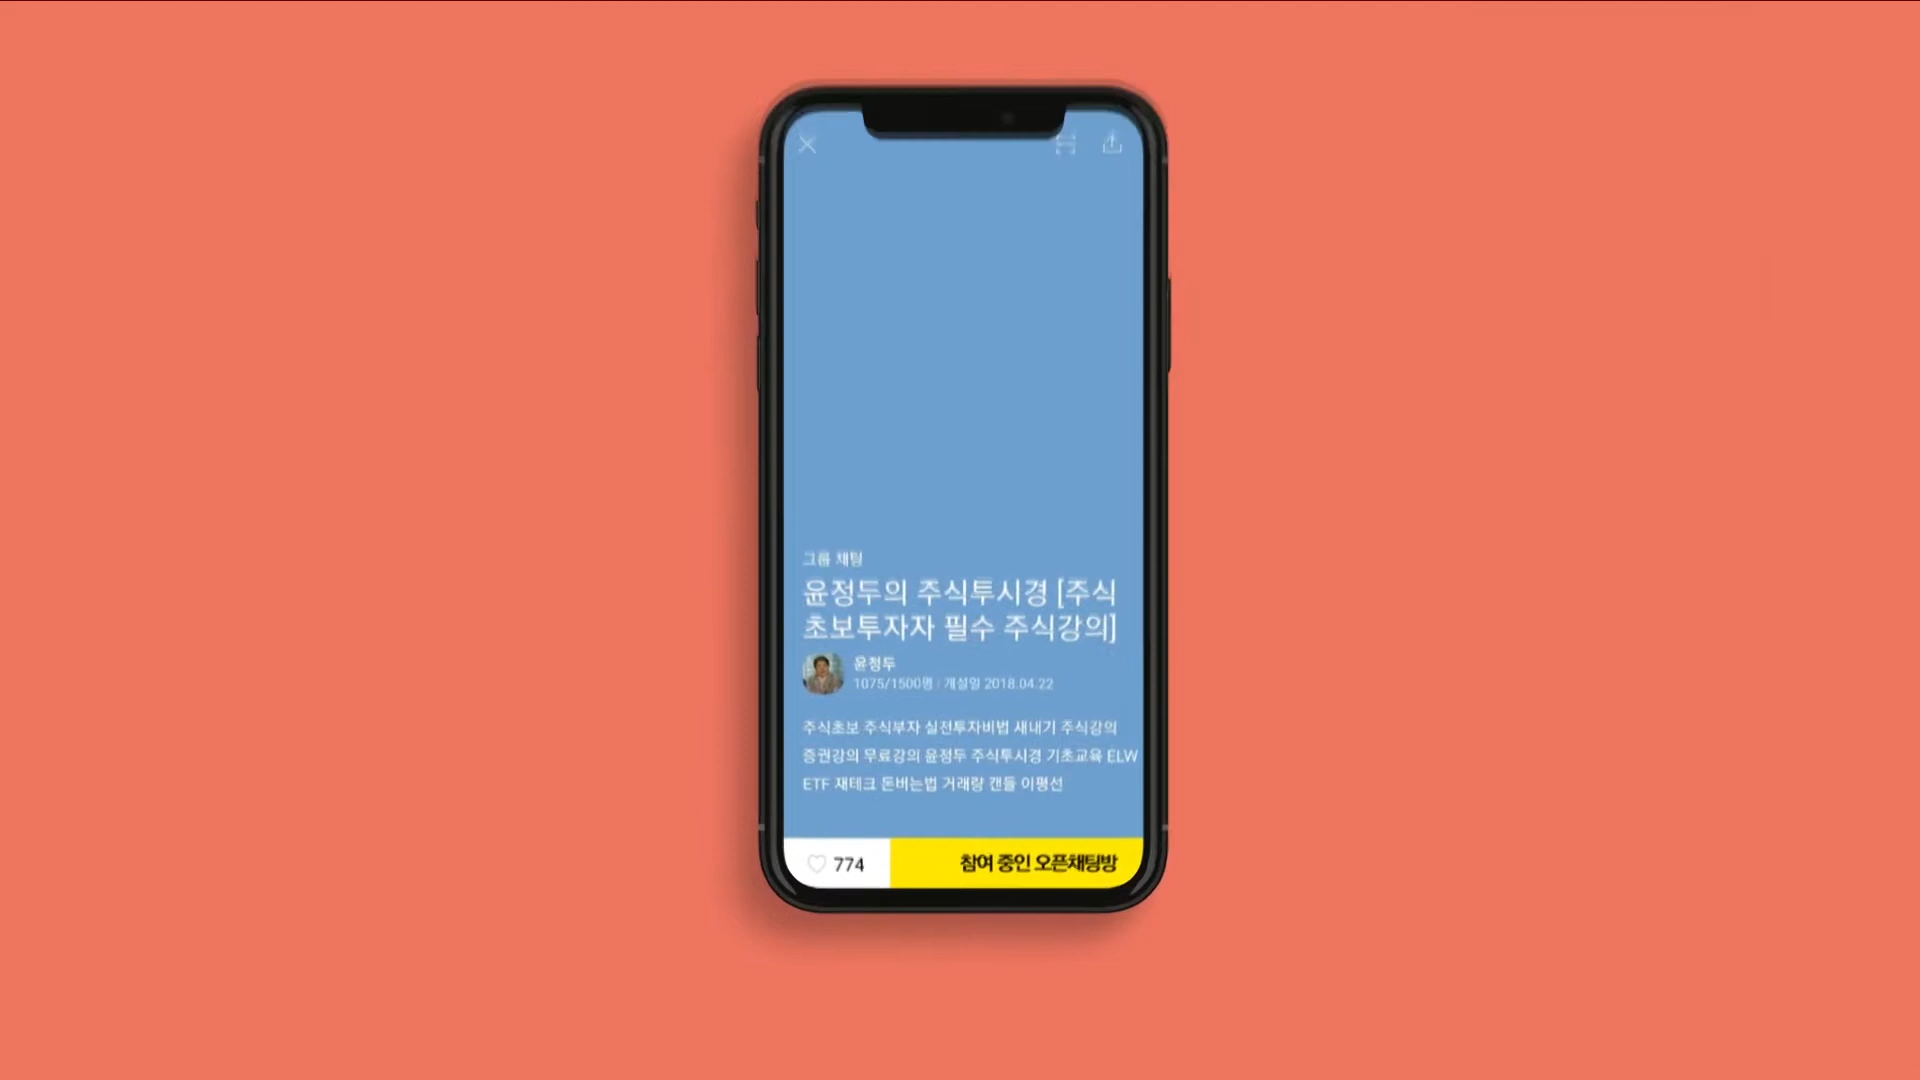 그룹 채팅
윤정두의 주식투시경 [주식
초보투자자 필수 주식강의]
윤정두
1075/1500명 | 개설일 2018.04.22
주식초보 주식부자 실전투자비법 새내기 주식강의
증권강의 무료강의 윤정두 주식투시경 기초교육 ELW
ETF 재테크 돈버는법 거래량 캔들 이평선
774 참여 중인 오픈채팅방